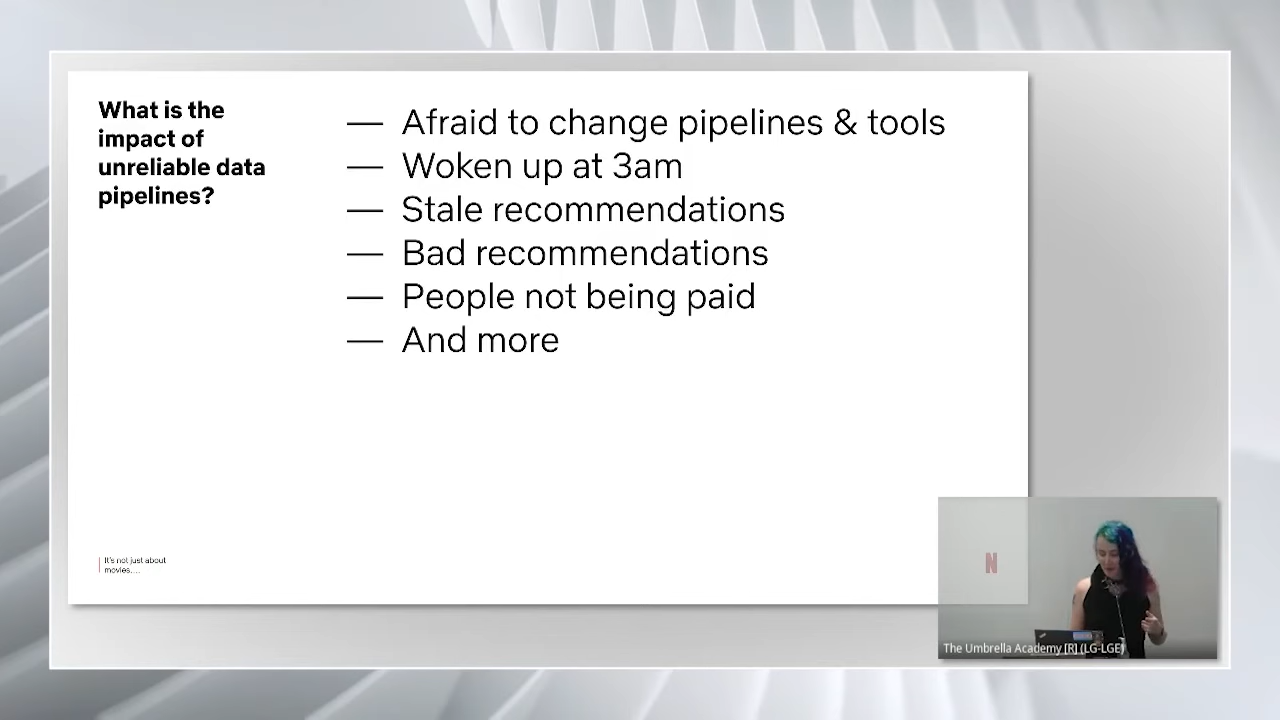 What is the
impact of
unreliable data
pipelines?
— Afraid to change pipelines & tools
— Woken up at 3am
— Stale recommendations
— Bad recommendations
— People not being paid
— And more
It's not just about
movies....
N
The Umbrella Academy [R] (LG-LGE)